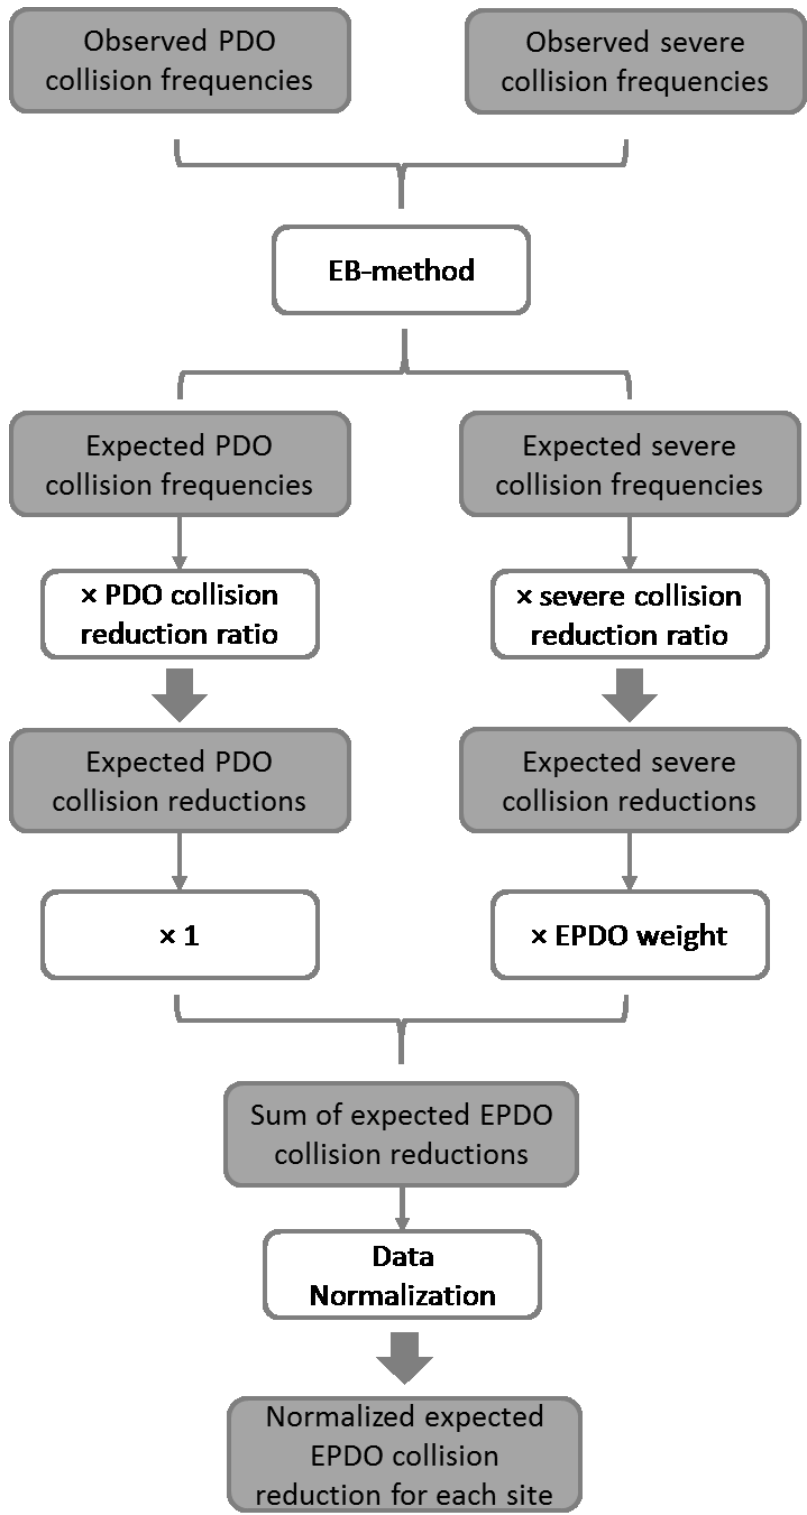 Observed PDO
collision frequencies
Observed severe
collision frequencies
EB-method
Expected PDO
collision frequencies
Expected severe
collision frequencies
× PDO collision
reduction ratio
× severe collision
reduction ratio
Expected PDO
collision reductions
Expected severe
collision reductions
× 1
× EPDO weight
Sum of expected EPDO
collision reductions
Data
Normalization
Normalized expected
EPDO collision
reduction for each site